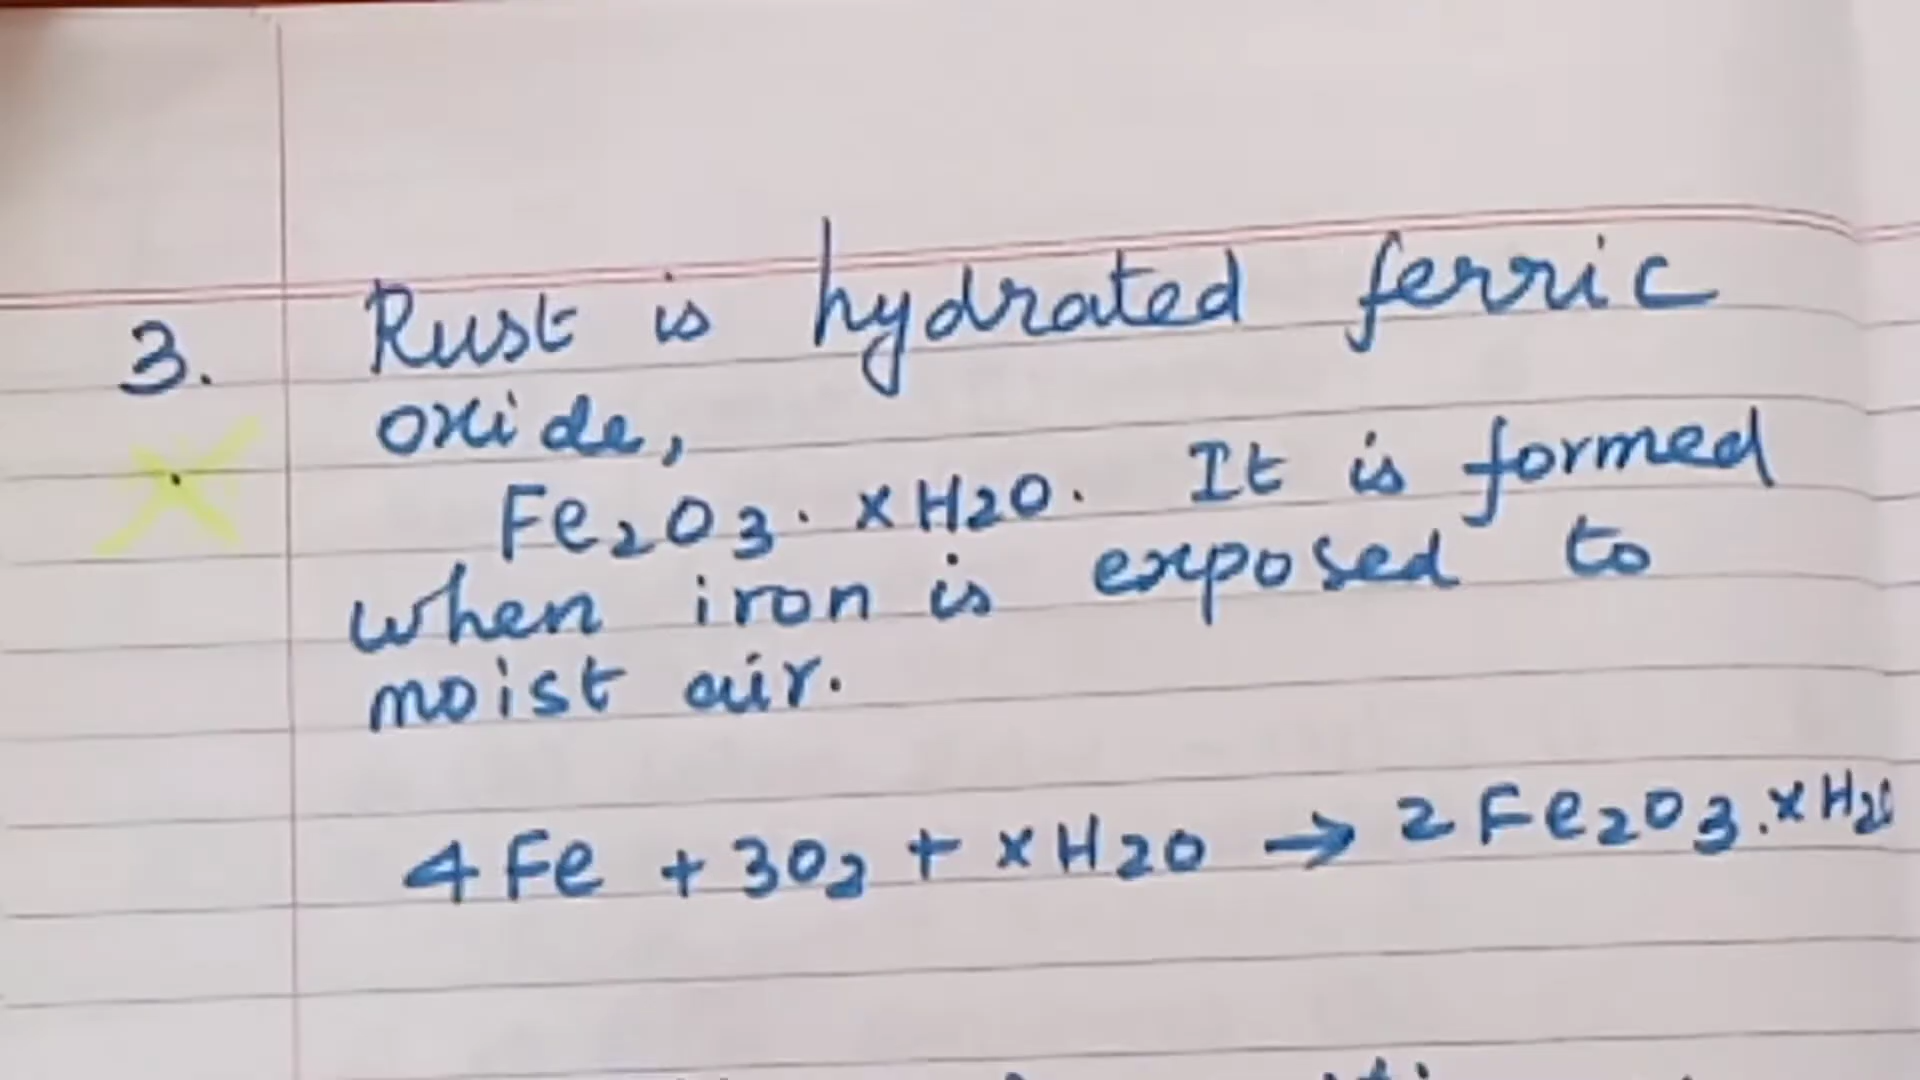 3. Rust is hydrated ferric
oxide,
Fe2O3. xH2O. It is formed
when iron is exposed to
moist air.
4Fe + 3O2 + xH2O → 2Fe2O3.xH2O